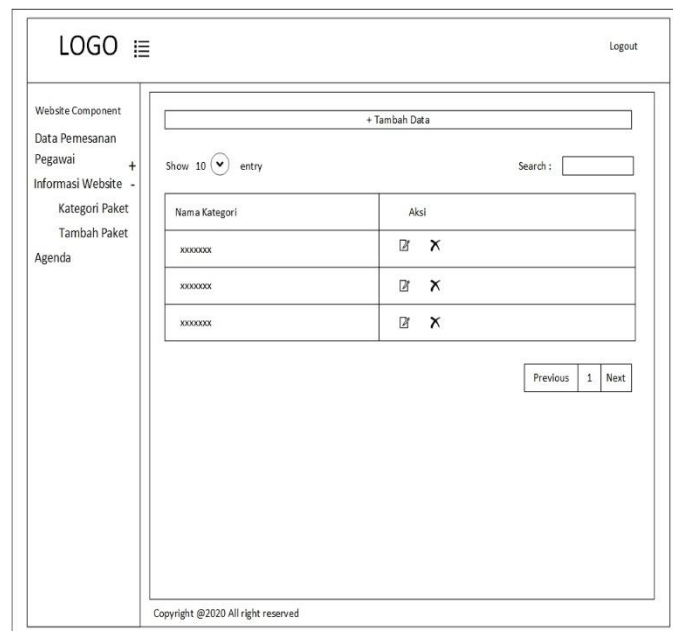 LOGO
Logout
Website Component
Data Pemesanan
Pegawai +
Informasi Website -
Kategori Paket
Tambah Paket
Agenda
+ Tambah Data
Show 10 entry
Search :
Nama Kategori Aksi
xxxxxxx
xxxxxxx
xxxxxxx
Previous 1 Next
Copyright @2020 All right reserved